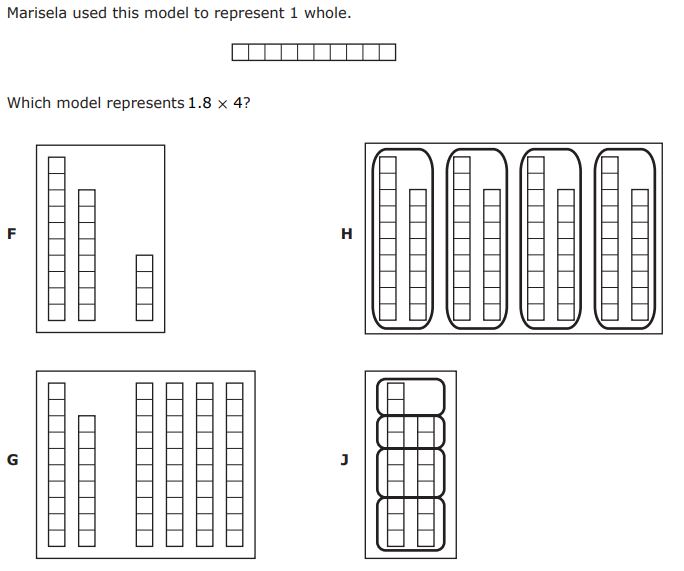 Marisela used this model to represent 1 whole.
Which model represents 1.8 × 4?
F
H
G
J